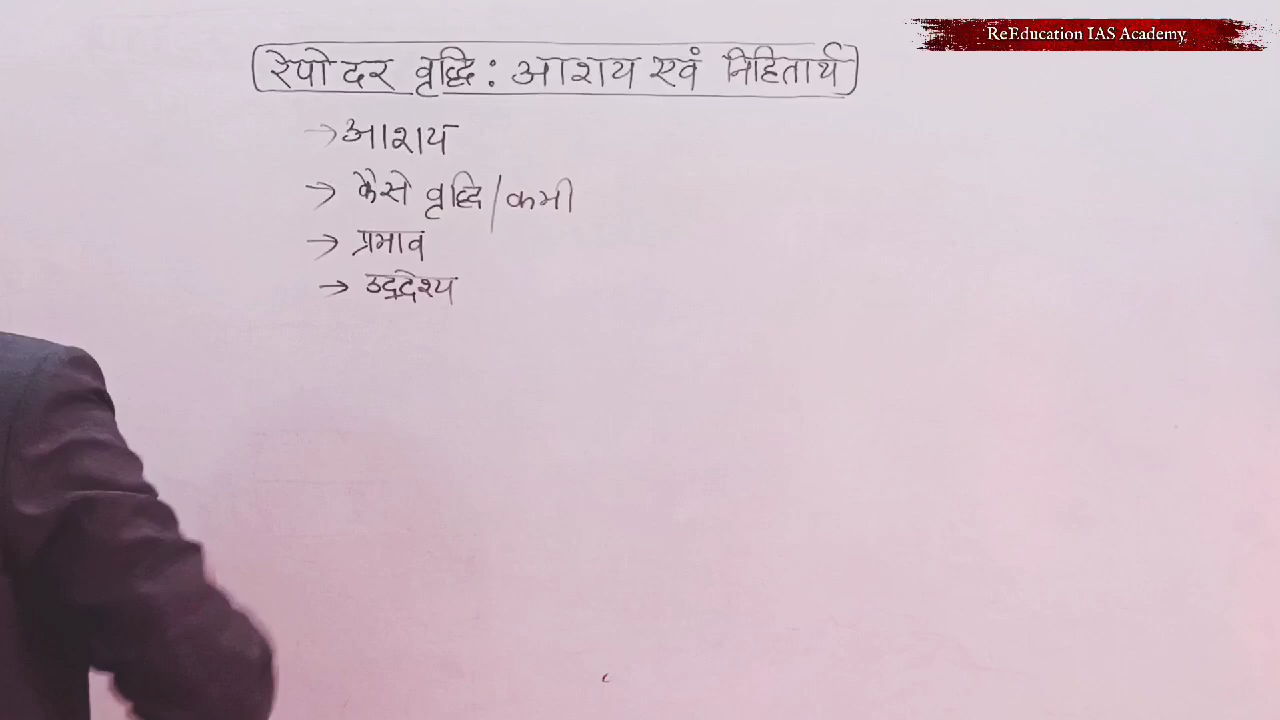 ReEducation IAS Academy
रेपो दर वृद्धि : आशय एवं निहितार्थ
→ आशय
→ कैसे वृद्धि / कमी
→ प्रभाव
→ उद्देश्य